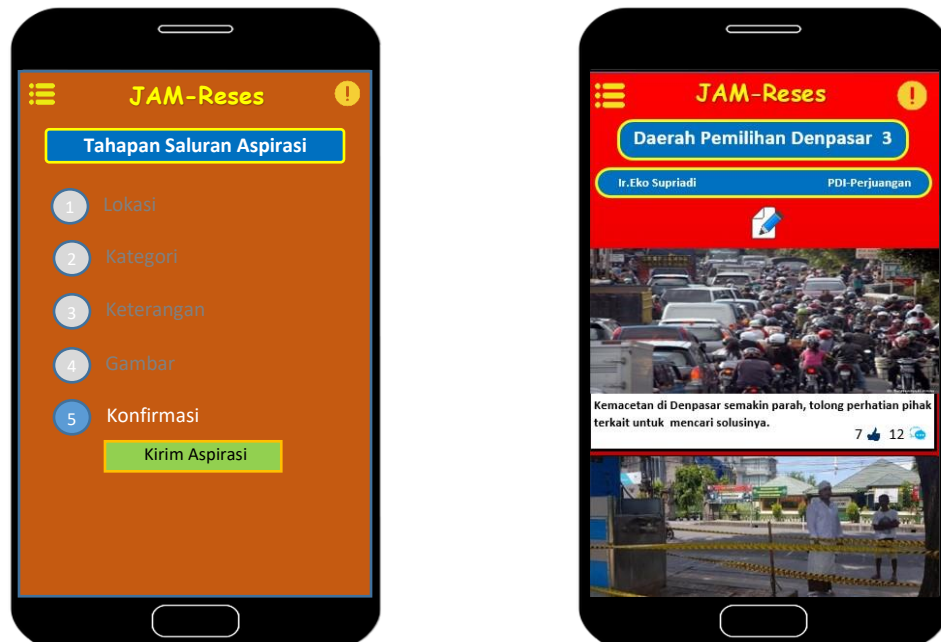 JAM-Reses
Tahapan Saluran Aspirasi
1 Lokasi
2 Kategori
3 Keterangan
4 Gambar
5 Konfirmasi
Kirim Aspirasi
JAM-Reses
Daerah Pemilihan Denpasar 3
Ir.Eko Supriadi PDI-Perjuangan
Kemacetan di Denpasar semakin parah, tolong perhatian pihak
terkait untuk mencari solusinya.
7 12